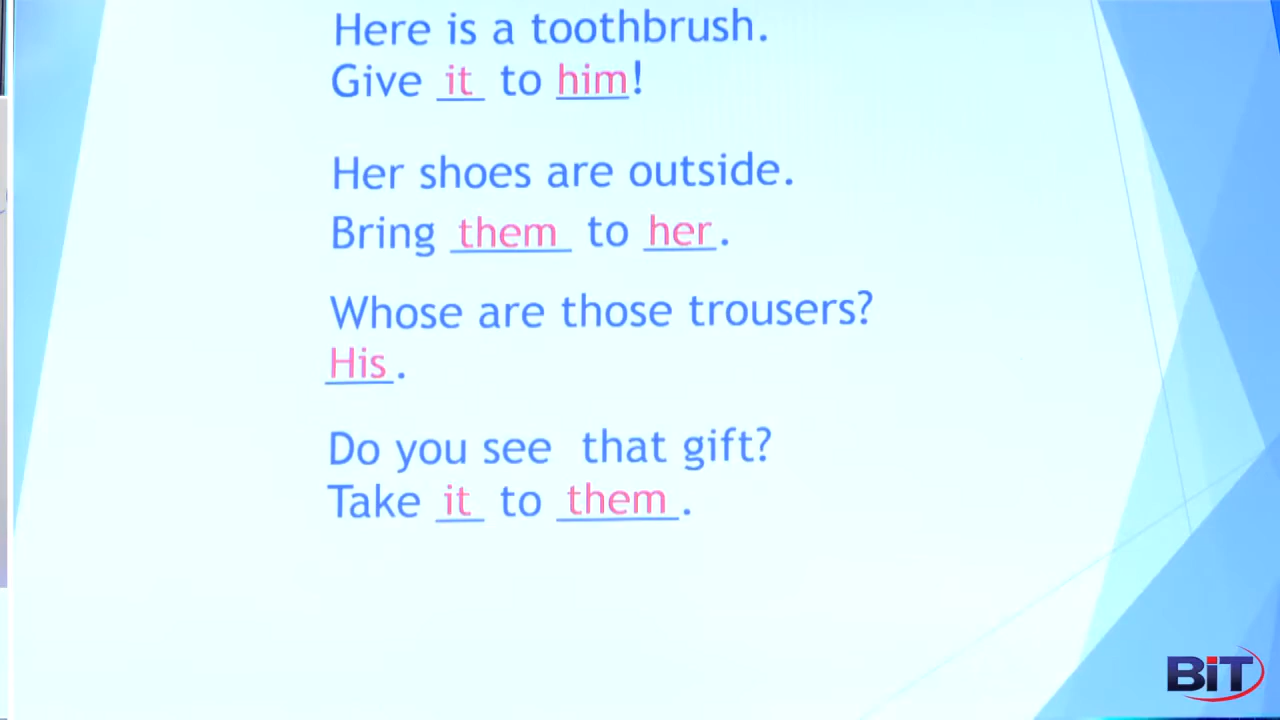 Here is a toothbrush.
Give it to him!
Her shoes are outside.
Bring them to her.
Whose are those trousers?
His.
Do you see that gift?
Take it to them.
BiT